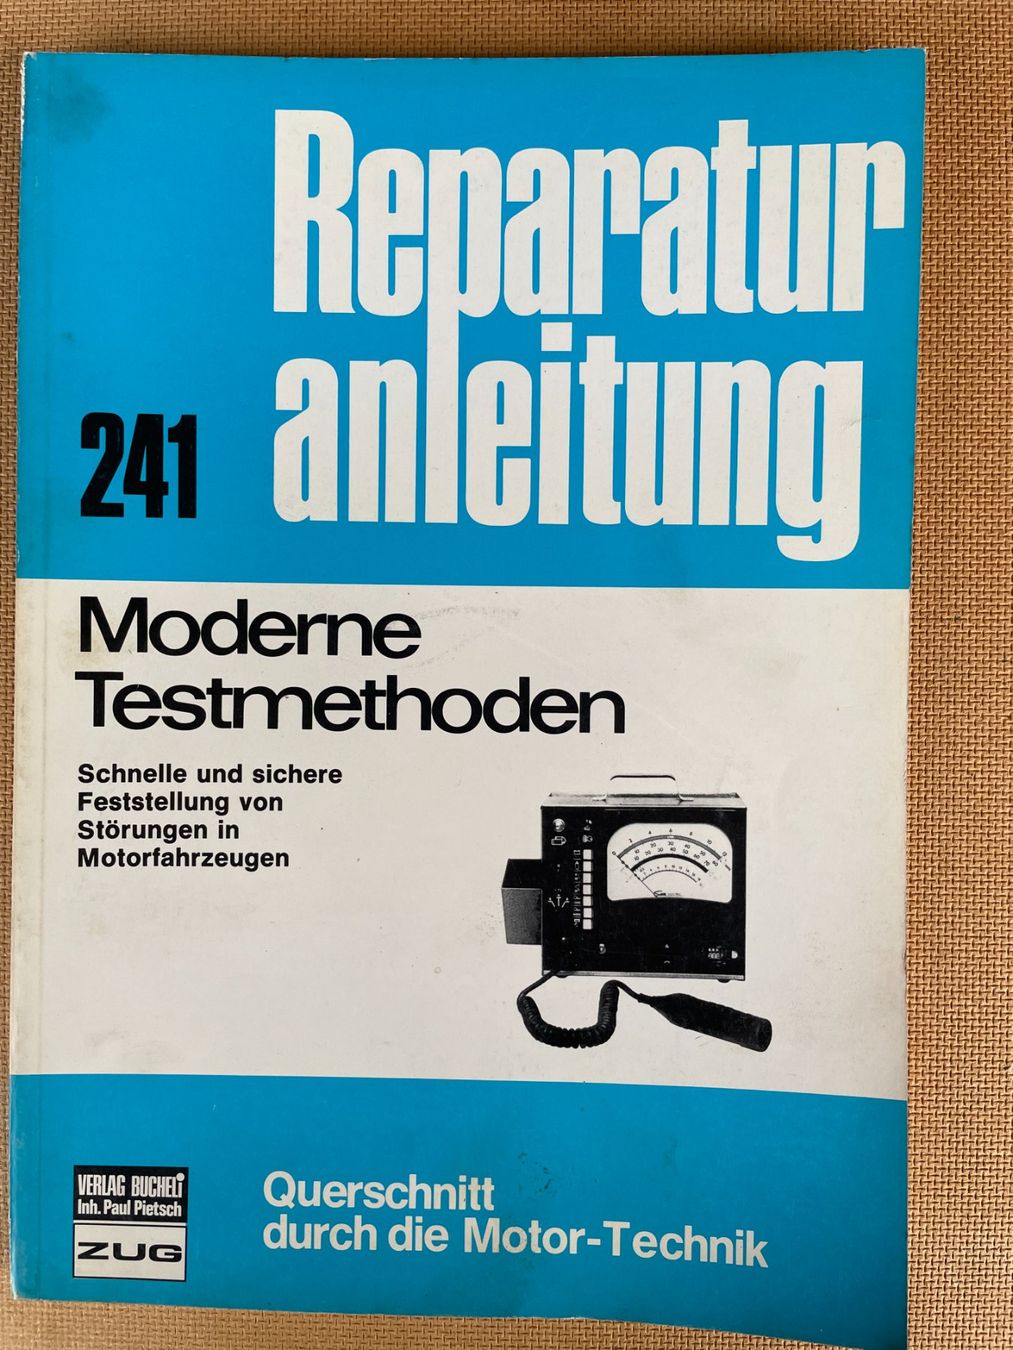 Reparatur
anleitung
241
Moderne
Testmethoden
Schnelle und sichere
Feststellung von
Störungen in
Motorfahrzeugen
VERLAG BUCHELi
Inh. Paul Pietsch
ZUG
Querschnitt
durch die Motor-Technik